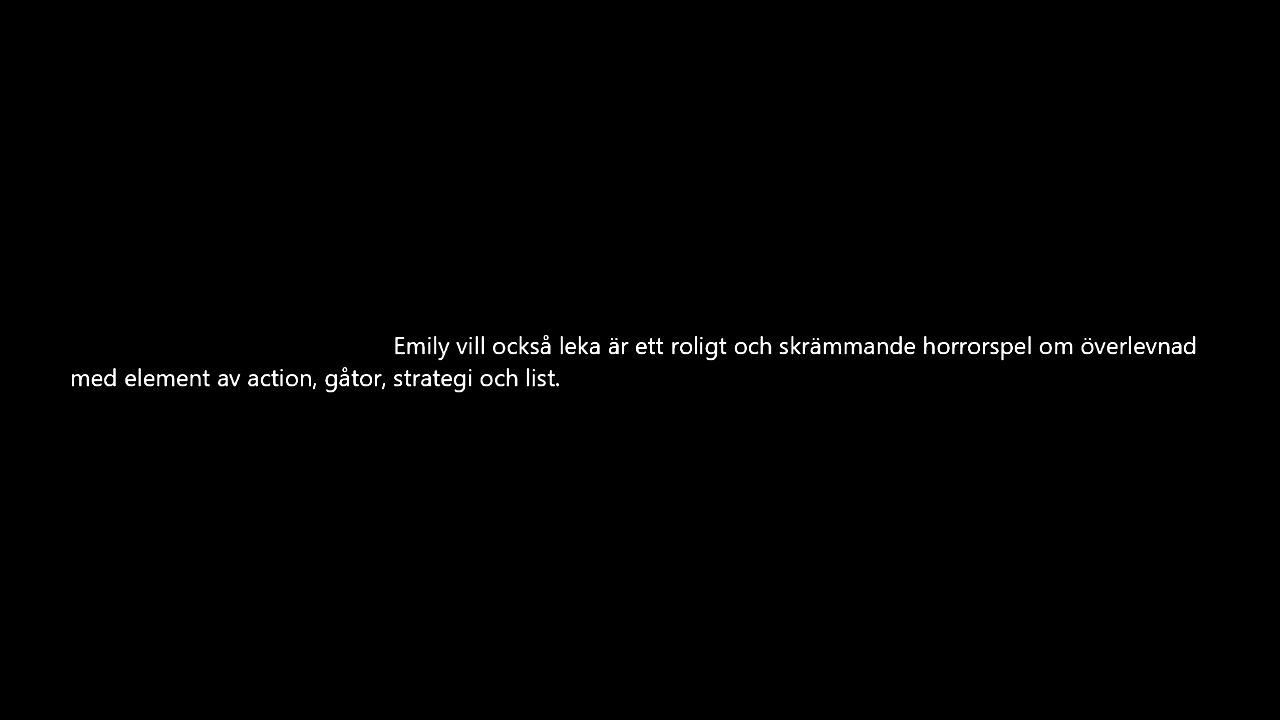 Emily vill också leka är ett roligt och skrämmande horrorspel om överlevnad
med element av action, gåtor, strategi och list.